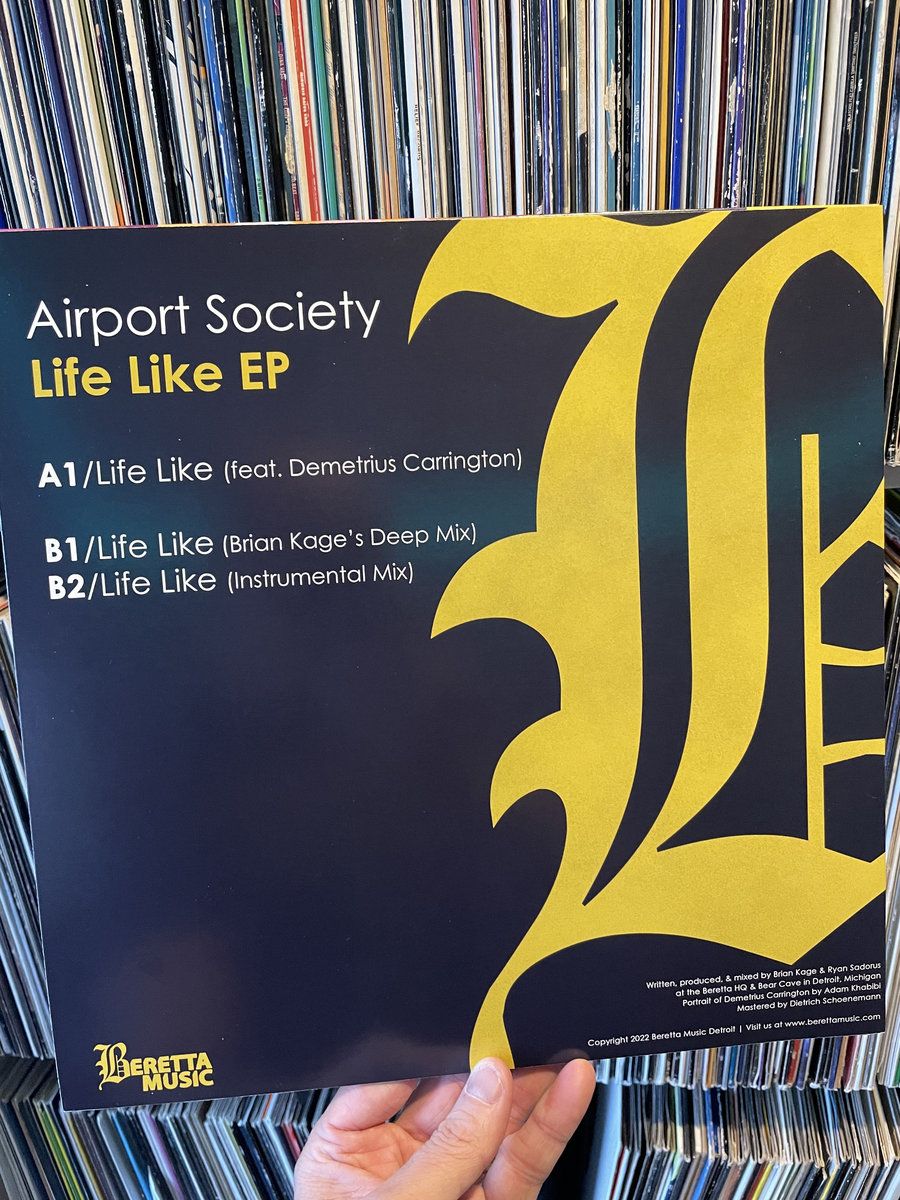 Airport Society
Life Like EP
A1/Life Like (feat. Demetrius Carrington)
B1/Life Like (Brian Kage's Deep Mix)
B2/Life Like (Instrumental Mix)
Written, produced, & mixed by Brian Kage & Ryan Sadorus
at the Beretta HQ & Bear Cave in Detroit, Michigan
Portrait of Demetrius Carrington by Adam Khabibi
Mastered by Dietrich Schoenemann
Copyright 2022 Beretta Music Detroit | Visit us at www.berettamusic.com
BERETTA
MUSIC